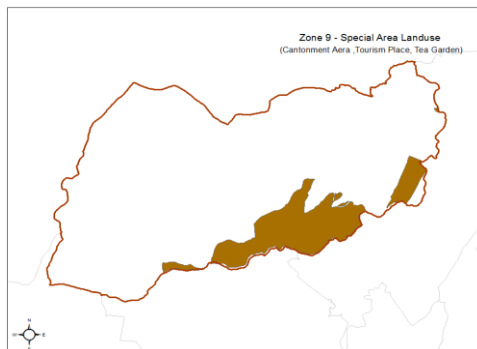 Zone 9 - Special Area Landuse
(Cantonment Aera ,Tourism Place, Tea Garden)
N
W
E
S